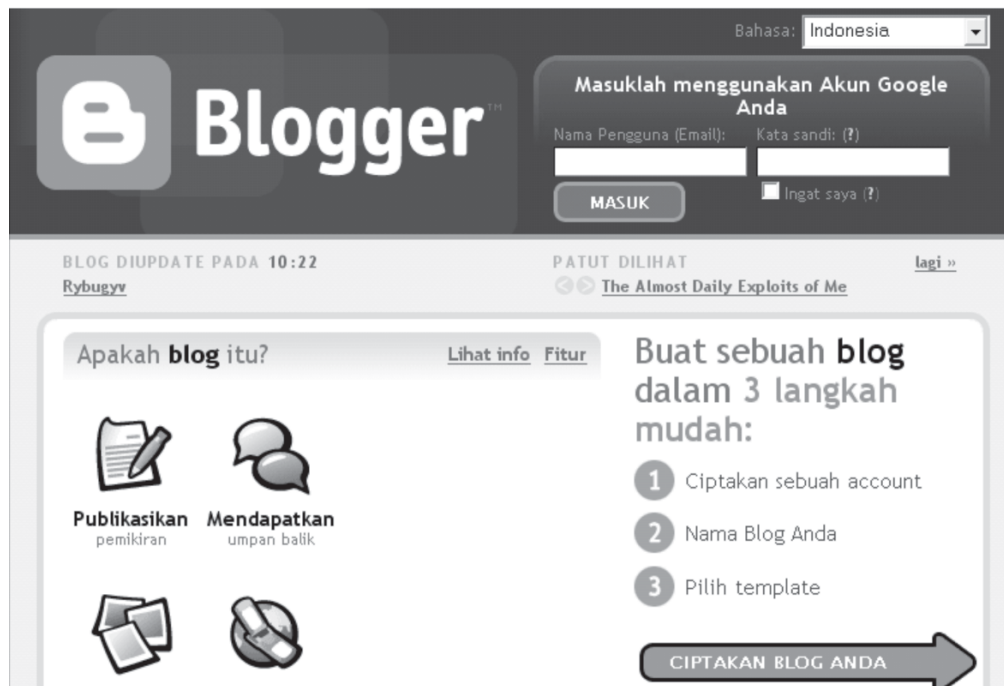 Bahasa: Indonesia
Blogger™
Masuklah menggunakan Akun Google
Anda
Nama Pengguna (Email): Kata sandi: (?)
MASUK
Ingat saya (?)
BLOG DIUPDATE PADA 10:22
Rybugyv
PATUT DILIHAT
lagi »
The Almost Daily Exploits of Me
Apakah blog itu?
Lihat info Fitur
Publikasikan
pemikiran
Mendapatkan
umpan balik
Buat sebuah blog
dalam 3 langkah
mudah:
1 Ciptakan sebuah account
2 Nama Blog Anda
3 Pilih template
CIPTAKAN BLOG ANDA